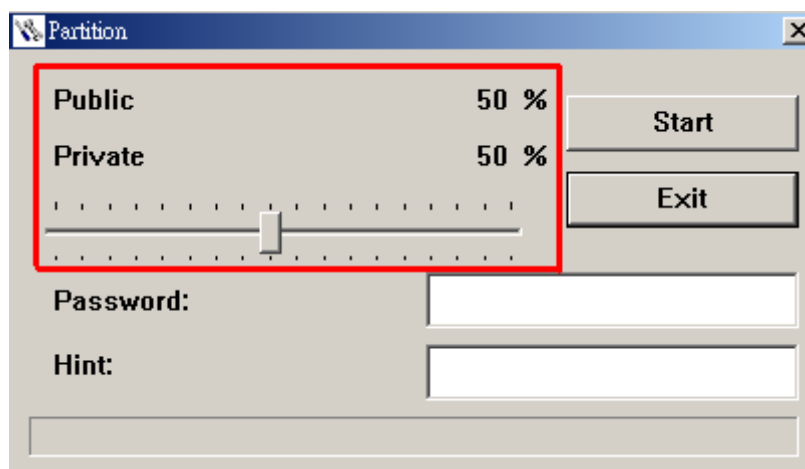 Partition
Public 50 %
Private 50 %
Start
Exit
Password:
Hint: